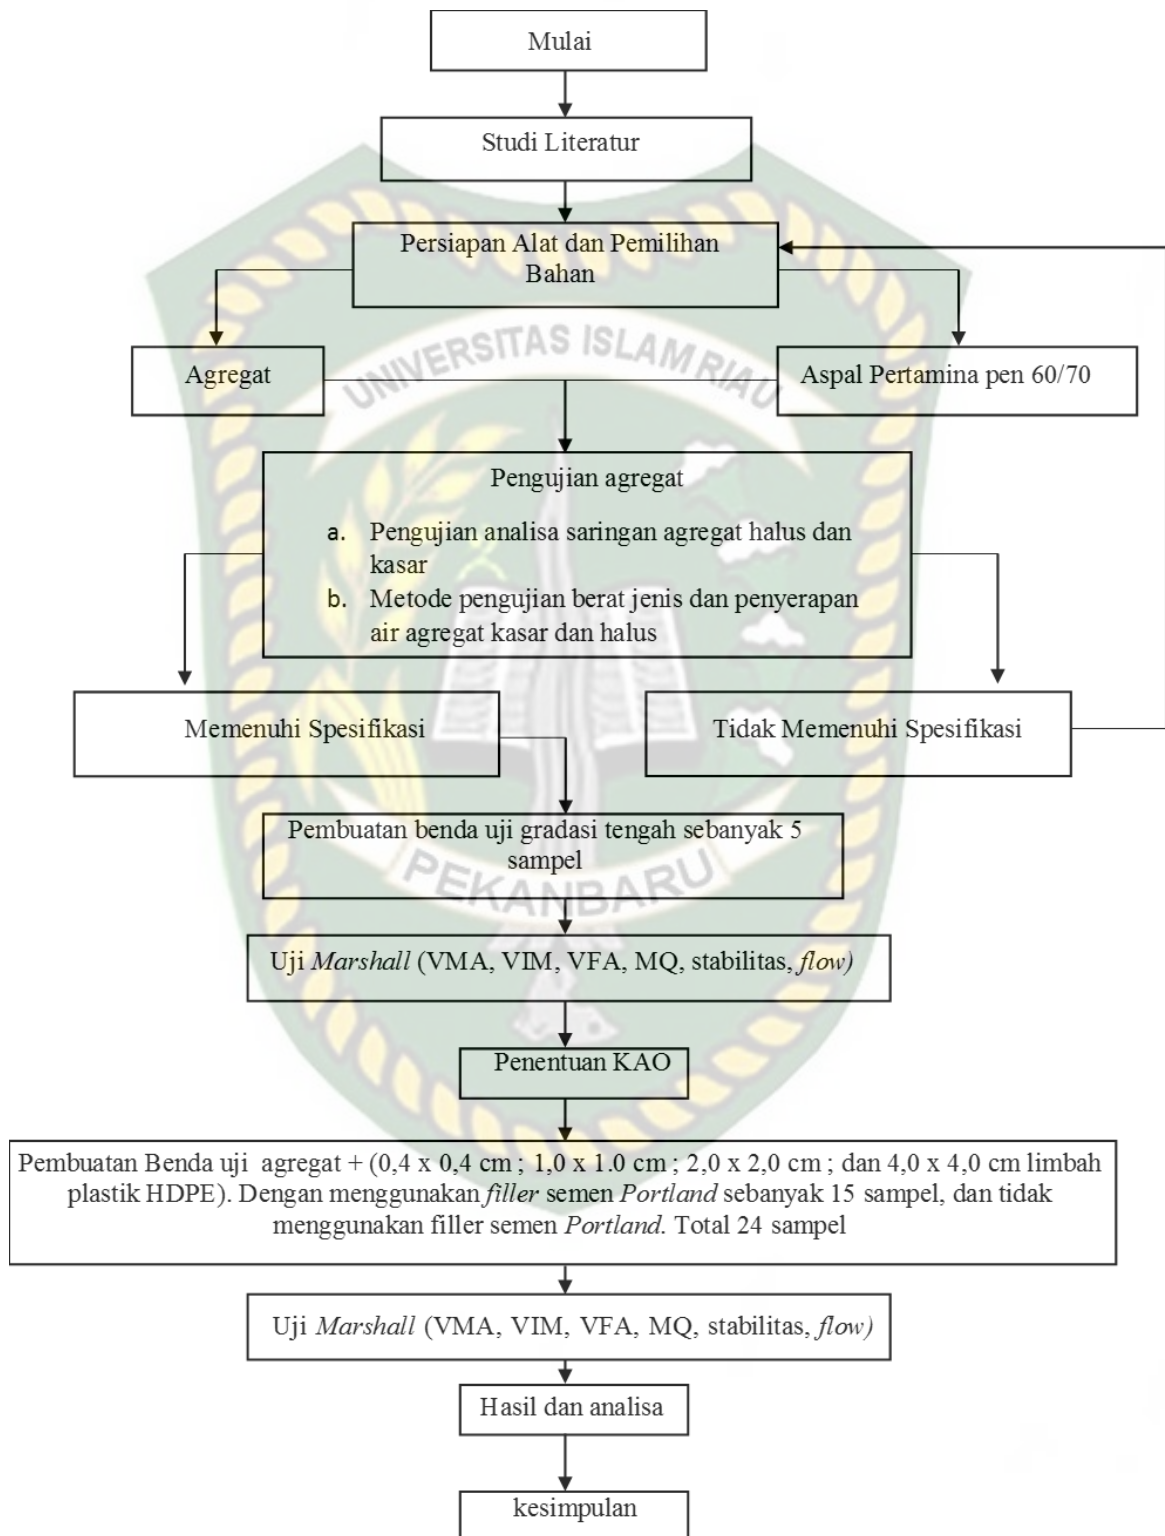 Mulai
Studi Literatur
Persiapan Alat dan Pemilihan
Bahan
UNIVERSITAS ISLAM RIAU
Agregat
Aspal Pertamina pen 60/70
Pengujian agregat
a. Pengujian analisa saringan agregat halus dan
kasar
b. Metode pengujian berat jenis dan penyerapan
air agregat kasar dan halus
Memenuhi Spesifikasi
Tidak Memenuhi Spesifikasi
Pembuatan benda uji gradasi tengah sebanyak 5
sampel
PEKANBARU
Uji Marshall (VMA, VIM, VFA, MQ, stabilitas, flow)
Penentuan KAO
Pembuatan Benda uji agregat + (0,4 x 0,4 cm ; 1,0 x 1.0 cm ; 2,0 x 2,0 cm ; dan 4,0 x 4,0 cm limbah
plastik HDPE). Dengan menggunakan filler semen Portland sebanyak 15 sampel, dan tidak
menggunakan filler semen Portland. Total 24 sampel
Uji Marshall (VMA, VIM, VFA, MQ, stabilitas, flow)
Hasil dan analisa
kesimpulan